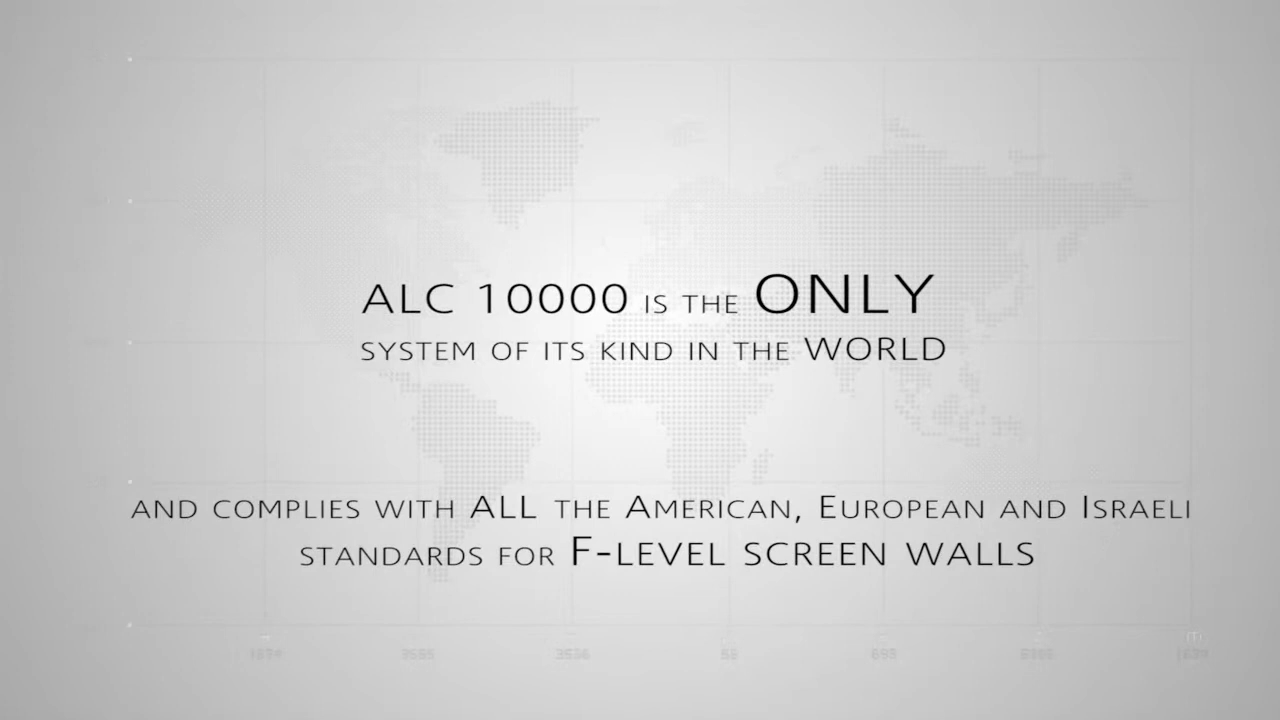 ALC 10000 IS THE ONLY
SYSTEM OF ITS KIND IN THE WORLD
AND COMPLIES WITH ALL THE AMERICAN, EUROPEAN AND ISRAELI
STANDARDS FOR F-LEVEL SCREEN WALLS